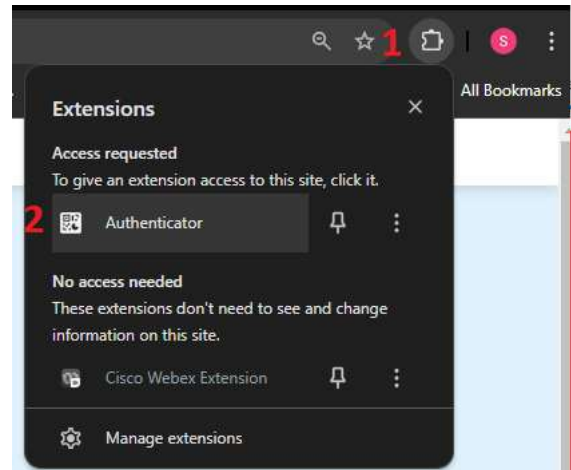 1
S
All Bookmarks
Extensions
Access requested
To give an extension access to this site, click it.
2
Authenticator
No access needed
These extensions don't need to see and change
information on this site.
Cisco Webex Extension
Manage extensions